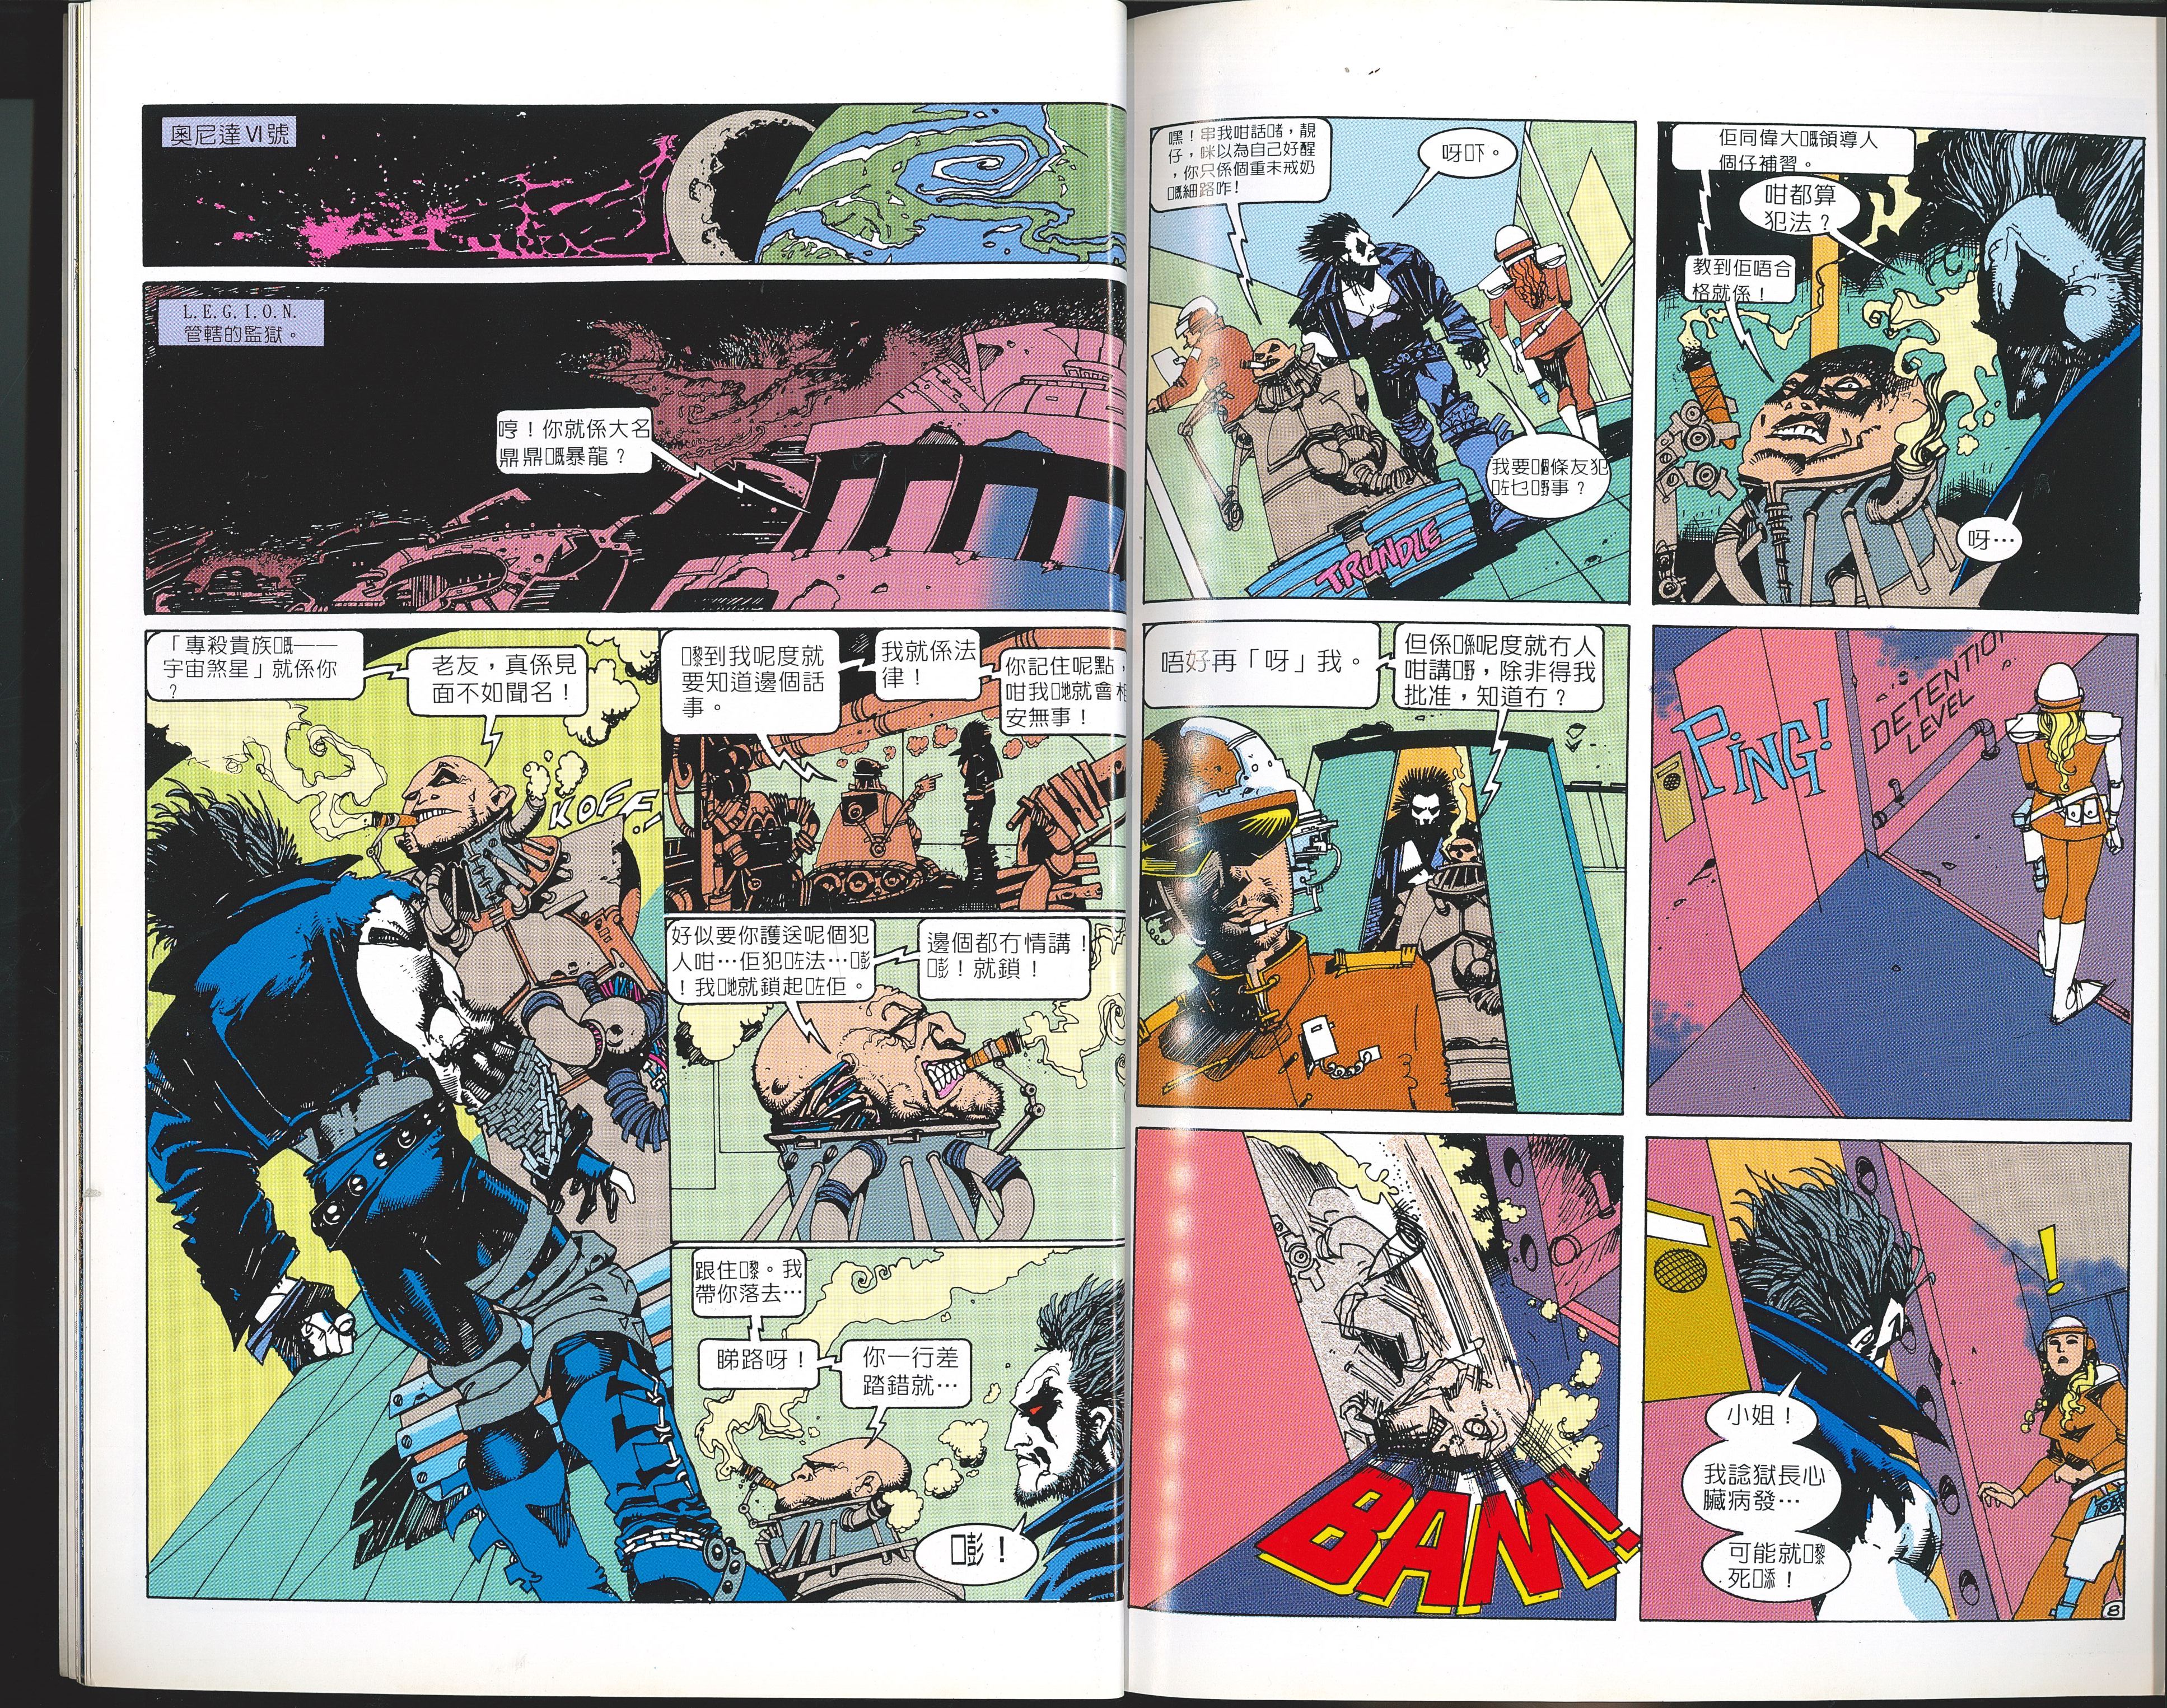 奧尼達 VI 號
L.E.G.I.O.N.
管轄的監獄。
哼！你就係大名
鼎鼎嘅暴龍？
「專殺貴族嘅——
宇宙煞星」就係你
？
老友，真係見
面不如聞名！
KOFF
嚟到我呢度就
要知道邊個話
事。
我就係法
律！
你記住呢點，
咁我哋就會相
安無事！
好似要你護送呢個犯
人咁…佢犯咗法…嘭
！我哋就鎖起咗佢。
邊個都冇情講！
嘭！就鎖！
跟住嚟。我
帶你落去…
睇路呀！
你一行差
踏錯就…
嘭！
嘿！串我咁話啫，靚
仔，咪以為自己好醒
，你只係個重未戒奶
嘅細路咋！
呀吓。
我要嗰條友犯
咗乜嘢事？
TRUNDLE
佢同偉大嘅領導人
個仔補習。
咁都算
犯法？
教到佢唔合
格就係！
呀…
唔好再「呀」我。
但係喺呢度就冇人
咁講嘢，除非得我
批准，知道冇？
PING!
DETENTION
LEVEL
BAM!
!
小姐！
我諗獄長心
臟病發…
可能就嚟
死喺！
8